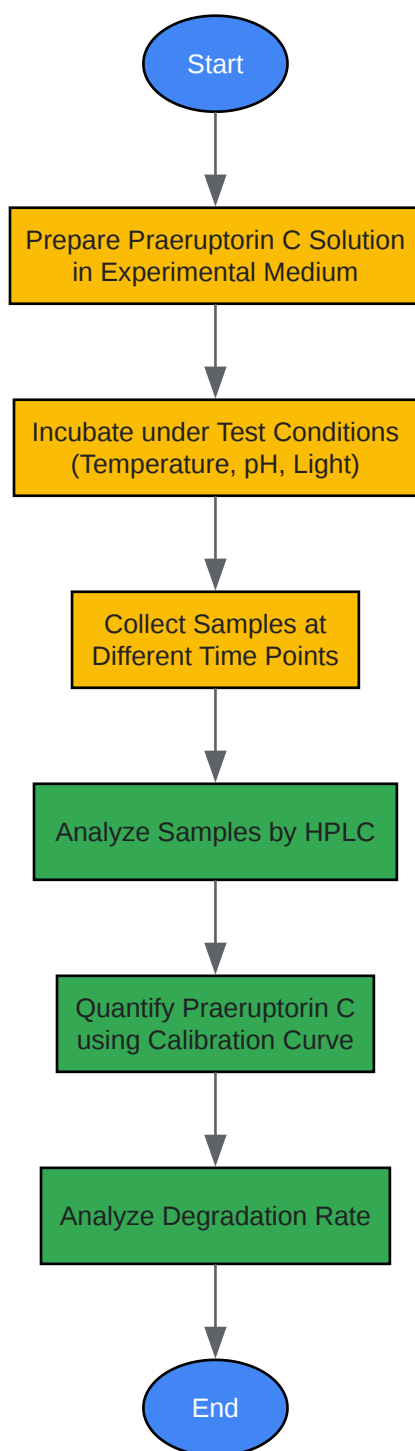 Start
Prepare Praeruptorin C Solution
in Experimental Medium
Incubate under Test Conditions
(Temperature, pH, Light)
Collect Samples at
Different Time Points
Analyze Samples by HPLC
Quantify Praeruptorin C
using Calibration Curve
Analyze Degradation Rate
End